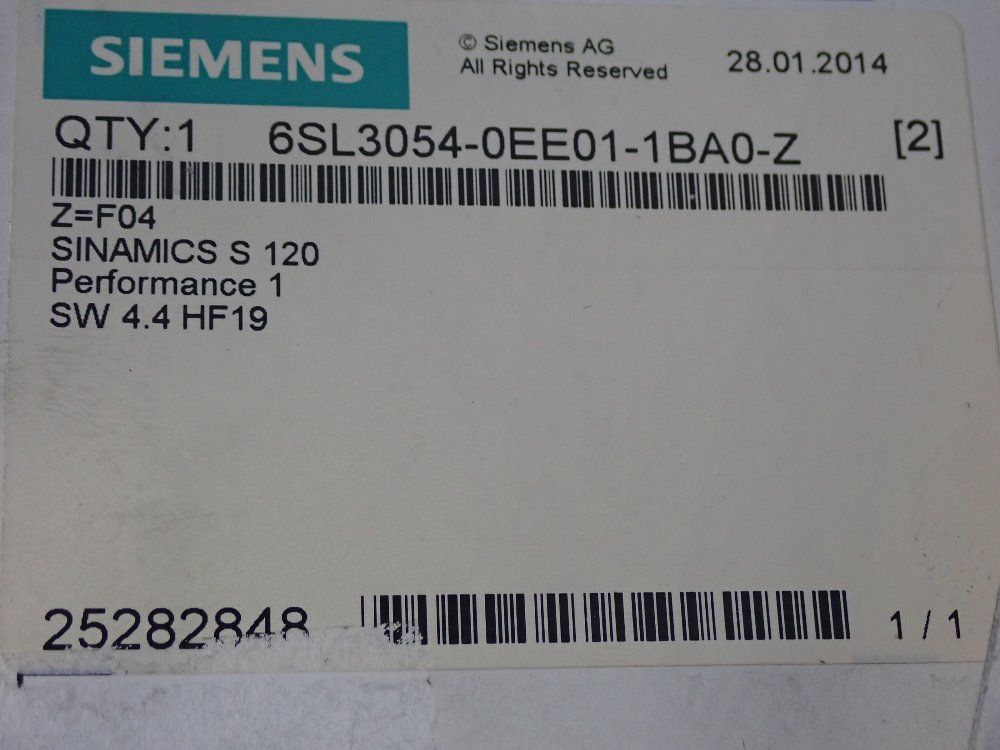 SIEMENS
© Siemens AG
All Rights Reserved
28.01.2014
QTY:1 6SL3054-0EE01-1BA0-Z [2]
Z=F04
SINAMICS S 120
Performance 1
SW 4.4 HF19
25282848 1 / 1